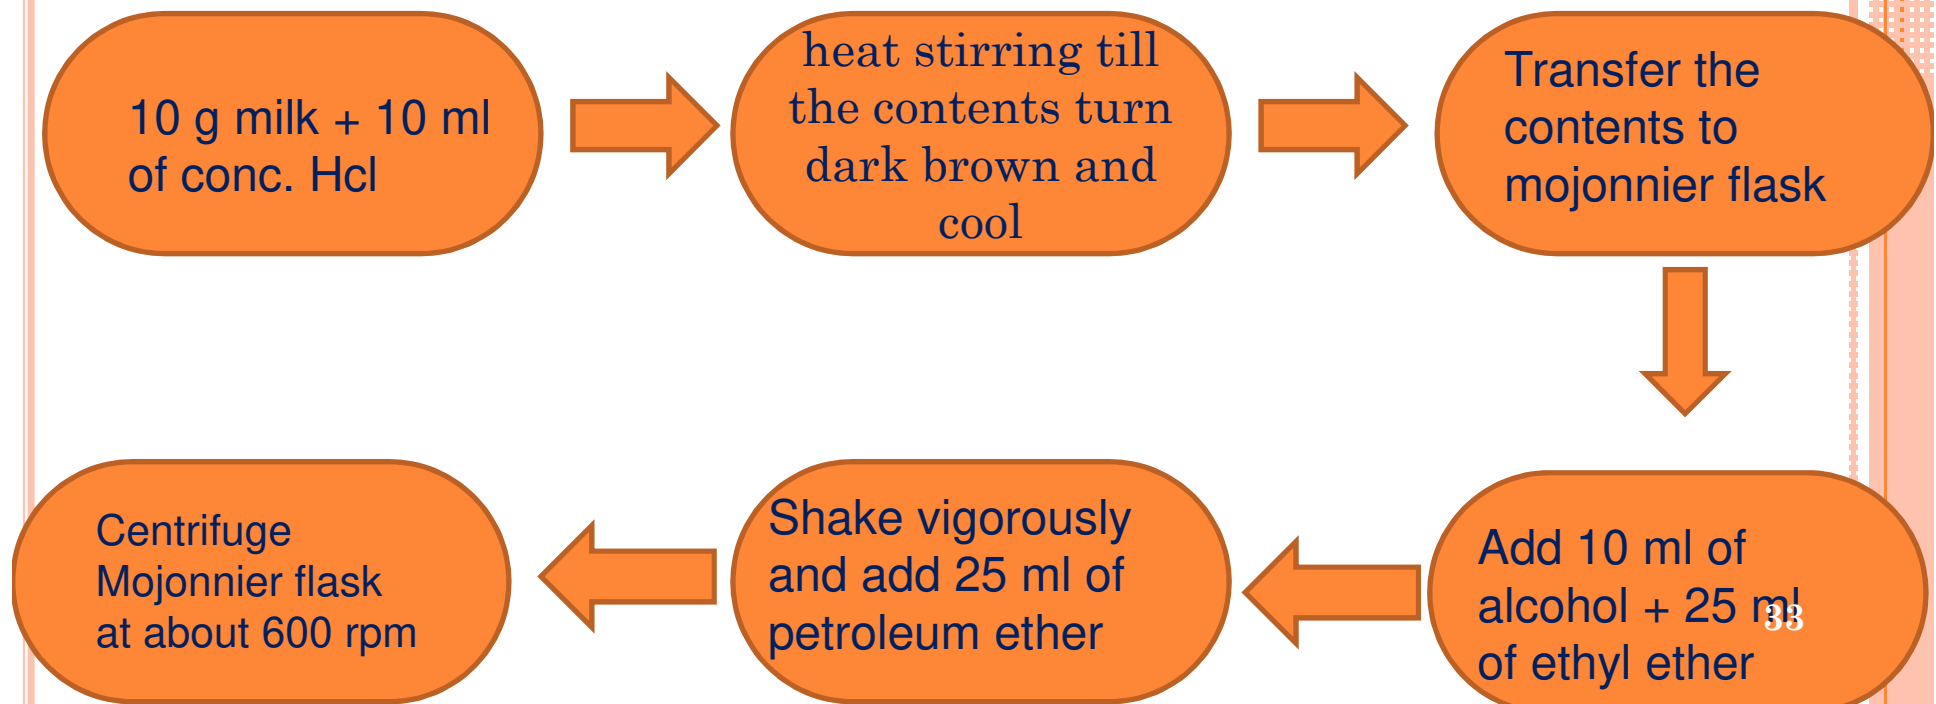 10 g milk + 10 ml
of conc. Hcl
heat stirring till
the contents turn
dark brown and
cool
Transfer the
contents to
mojonnier flask
Add 10 ml of
alcohol + 25 ml
of ethyl ether
33
Shake vigorously
and add 25 ml of
petroleum ether
Centrifuge
Mojonnier flask
at about 600 rpm